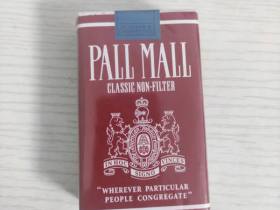 PALL MALL
CLASSIC NON-FILTER
IN HOC
SIGNO
VINCES
"WHEREVER PARTICULAR
PEOPLE CONGREGATE"